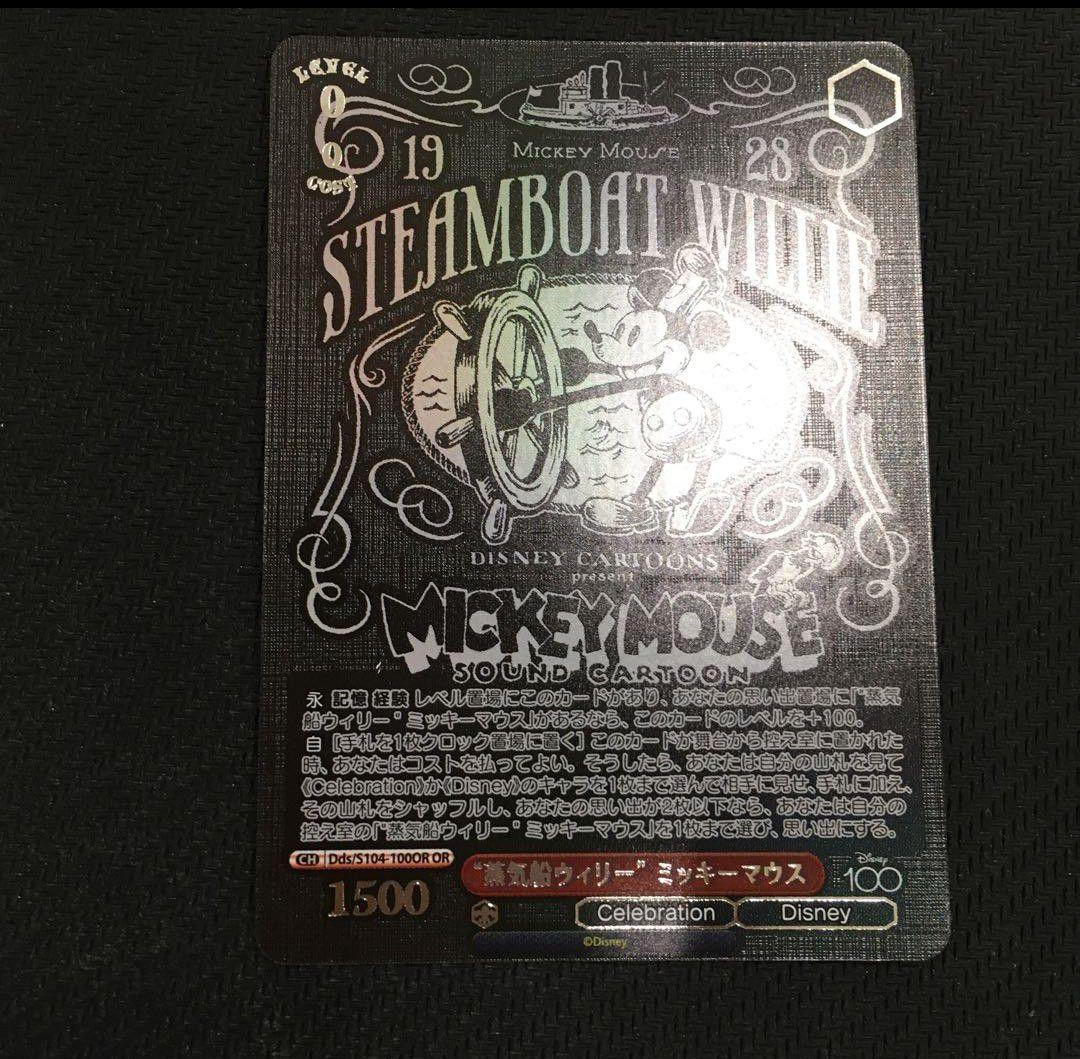 LEVEL
0
0
COST
19 MICKEY MOUSE 28
STEAMBOAT WILLIE
DISNEY CARTOONS
present
MICKEY MOUSE
SOUND CARTOON
永 記憶 経験 レベル置場にこのカードがあり、あなたの思い出置場に「“蒸気
船ウィリー” ミッキーマウス」があるなら、このカードのレベルを＋100。
自 [手札を1枚クロック置場に置く] このカードが舞台から控え室に置かれた
時、あなたはコストを払ってよい。そうしたら、あなたは自分の山札を見て
《Celebration》か《Disney》のキャラを1枚まで選んで相手に見せ、手札に加え、
その山札をシャッフルし、あなたの思い出が2枚以下なら、あなたは自分の
控え室の「“蒸気船ウィリー” ミッキーマウス」を1枚まで選び、思い出にする。
CH Dds/S104-100OR OR
“蒸気船ウィリー” ミッキーマウス
Disney
100
1500
Celebration Disney
©Disney